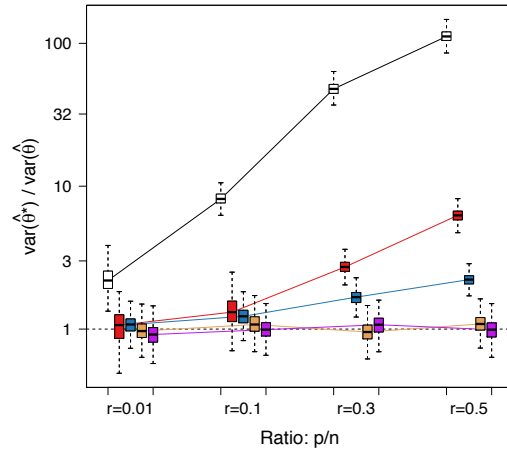 var(θ̂*) / var(θ̂)
100
32
10
3
1
r=0.01 r=0.1 r=0.3 r=0.5
Ratio: p/n